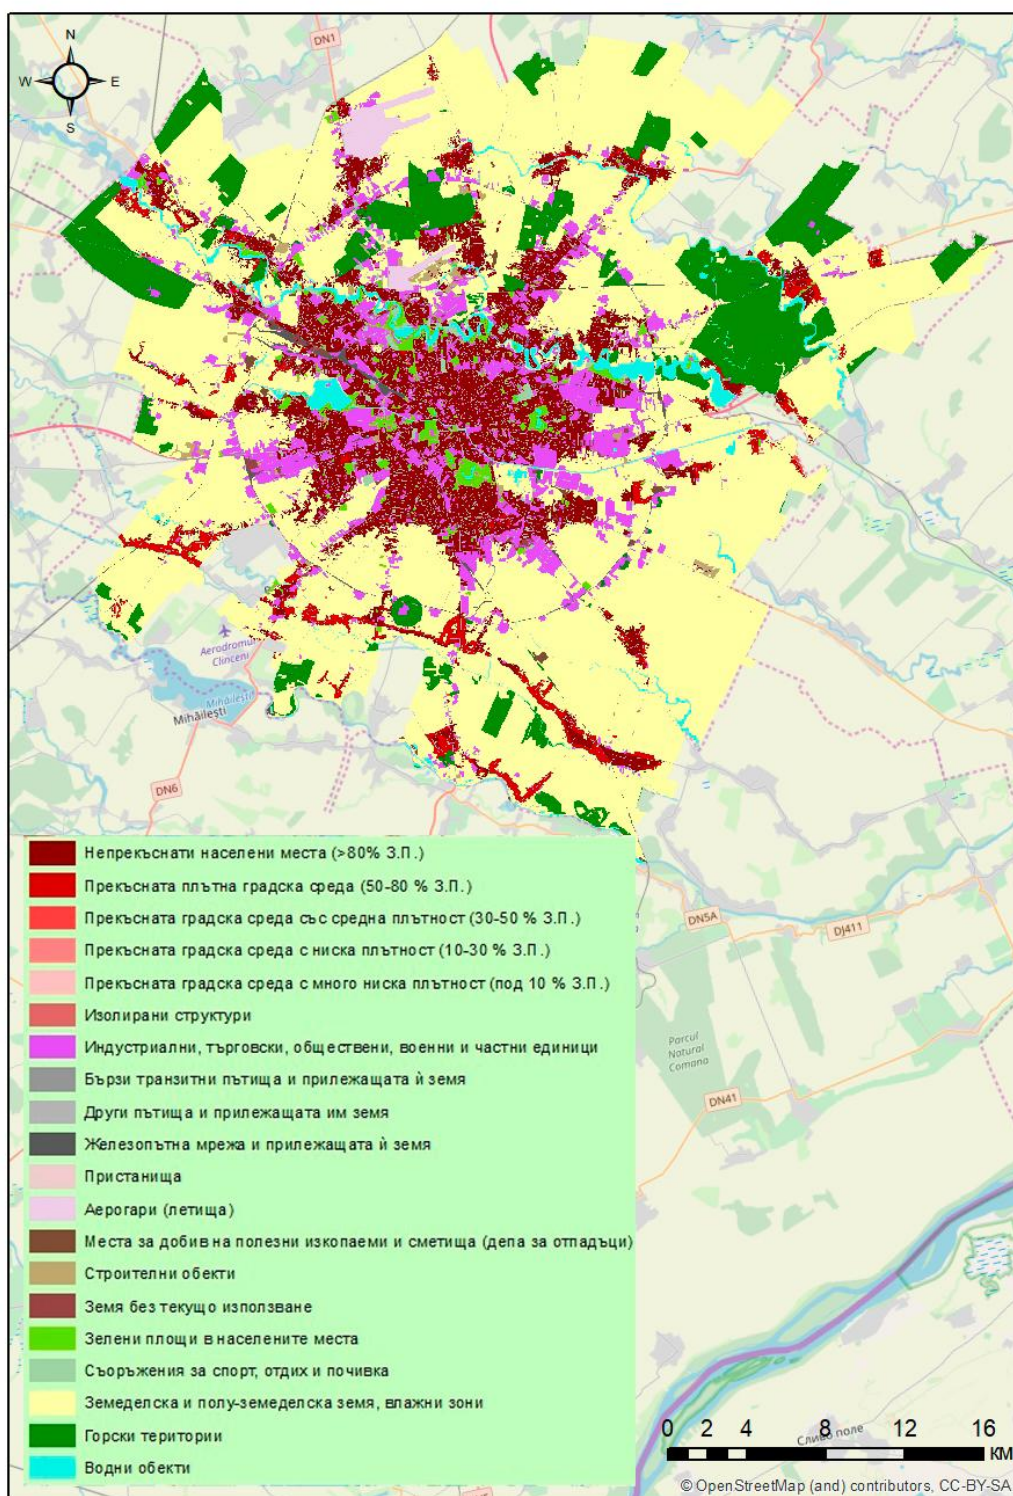 N
W E
S
DN1
Aerodromul
Clinceni
Mihăilești
Mihăilești
DN6
Непрекъснати населени места (>80% З.П.)
Прекъсната плътна градска среда (50-80 % З.П.)
Прекъсната градска среда със средна плътност (30-50 % З.П.)
Прекъсната градска среда с ниска плътност (10-30 % З.П.)
Прекъсната градска среда с много ниска плътност (под 10 % З.П.)
Изолирани структури
Индустриални, търговски, обществени, военни и частни единици
Бързи транзитни пътища и прилежащата ѝ земя
Други пътища и прилежащата им земя
Железопътна мрежа и прилежащата ѝ земя
Пристанища
Аерогари (летища)
Места за добив на полезни изкопаеми и сметища (депа за отпадъци)
Строителни обекти
Земя без текущо използване
Зелени площи в населените места
Съоръжения за спорт, отдих и почивка
Земеделска и полу-земеделска земя, влажни зони
Горски територии
Водни обекти
DN5A
DJ411
Parcul
Natural
Comana
DN41
0 2 4 8 12 16
КМ
Сливо поле
© OpenStreetMap (and) contributors, CC-BY-SA